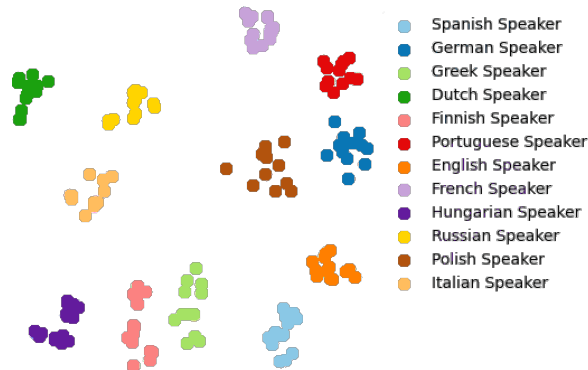 Spanish Speaker
German Speaker
Greek Speaker
Dutch Speaker
Finnish Speaker
Portuguese Speaker
English Speaker
French Speaker
Hungarian Speaker
Russian Speaker
Polish Speaker
Italian Speaker